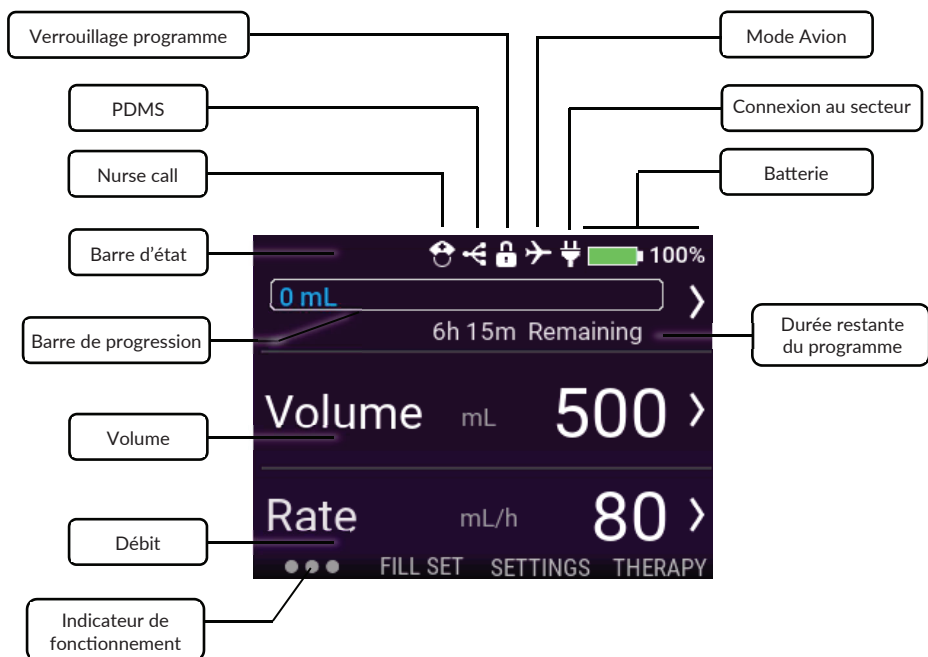 Verrouillage programme
Mode Avion
PDMS
Connexion au secteur
Nurse call
Batterie
Barre d'état
100%
0 mL
6h 15m Remaining
Barre de progression
Durée restante
du programme
Volume mL 500
Volume
Rate mL/h 80
Débit
FILL SET SETTINGS THERAPY
Indicateur de
fonctionnement